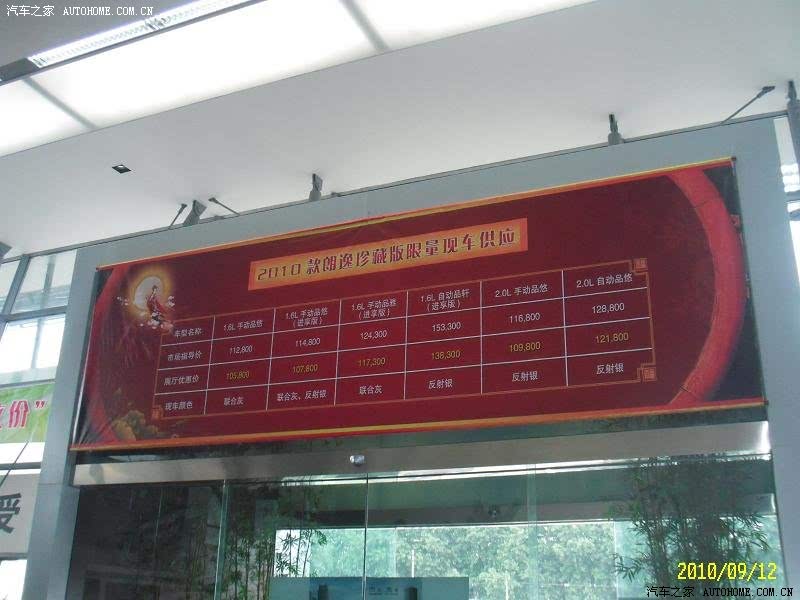 汽车之家 AUTOHOME.COM.CN
2010款朗逸珍藏版限量现车供应
车型名称 1.6L 手动品悠 1.6L 手动品悠（进享版） 1.6L 手动品雅（进享版） 1.6L 自动品轩（进享版） 2.0L 手动品悠 2.0L 自动品悠
市场指导价 112,800 114,800 124,300 153,300 116,800 128,800
展厅优惠价 105,800 107,800 117,300 138,300 109,800 121,800
现车颜色 联合灰 联合灰、反射银 联合灰 反射银 反射银 反射银
价”
受
2010/09/12
汽车之家 AUTOHOME.COM.CN